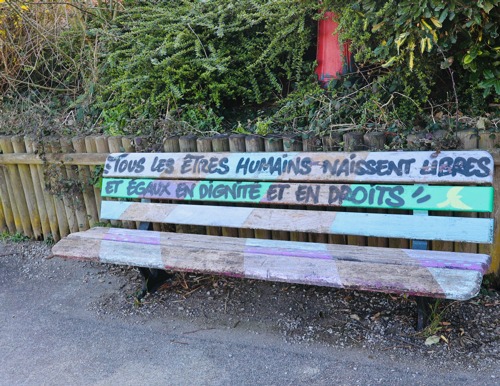 "TOUS LES ÊTRES HUMAINS NAISSENT LIBRES
ET ÉGAUX EN DIGNITÉ ET EN DROITS"